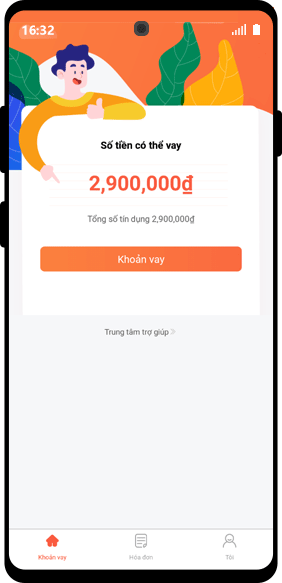 16:32
Số tiền có thể vay
2,900,000₫
Tổng số tín dụng 2,900,000₫
Khoản vay
Trung tâm trợ giúp >
Khoản vay
Hóa đơn
Tôi